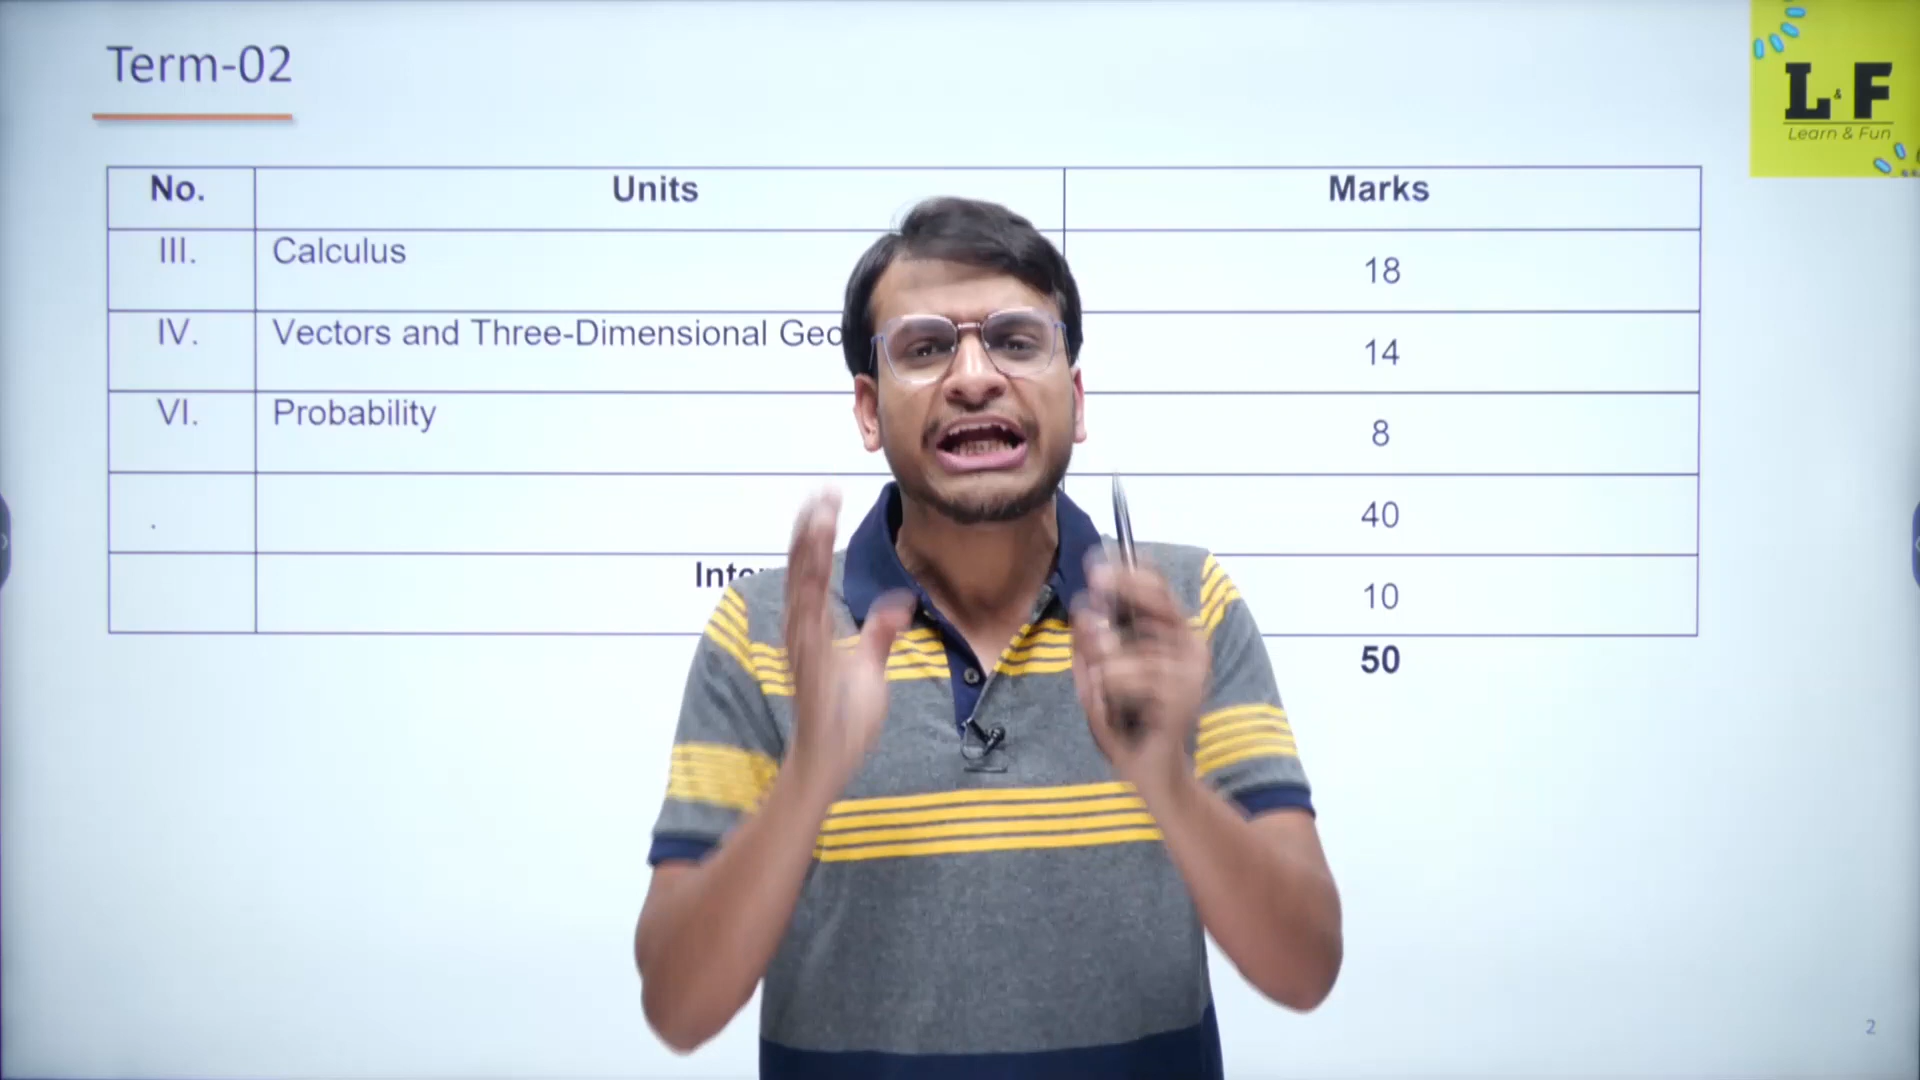 Term-02
L&F
Learn & Fun
No. Units Marks
III. Calculus 18
IV. Vectors and Three-Dimensional 14
VI. Probability 8
. 40
10
50
2